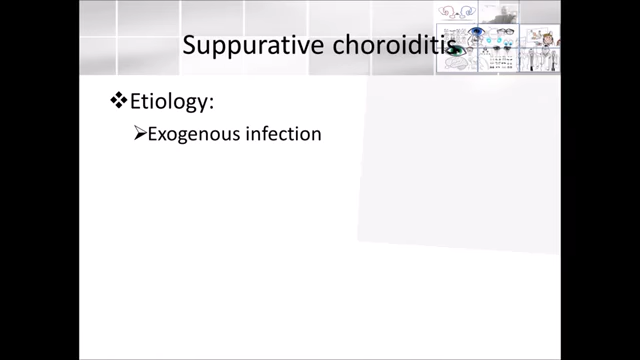 Suppurative choroiditis
❖Etiology:
➢Exogenous infection